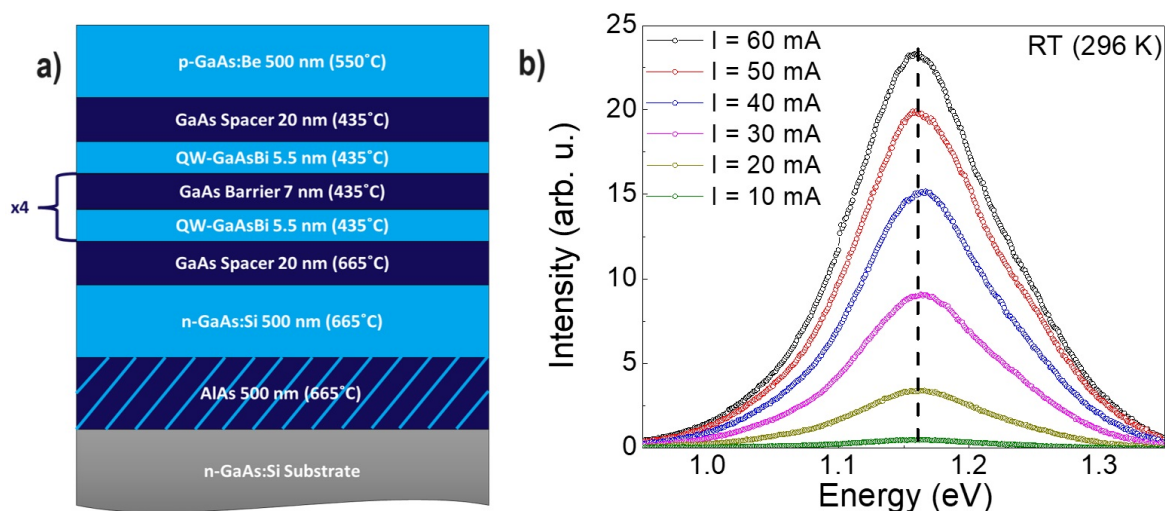 a)
p-GaAs:Be 500 nm (550˚C)
GaAs Spacer 20 nm (435˚C)
QW-GaAsBi 5.5 nm (435˚C)
x4
GaAs Barrier 7 nm (435˚C)
QW-GaAsBi 5.5 nm (435˚C)
GaAs Spacer 20 nm (665˚C)
n-GaAs:Si 500 nm (665˚C)
AlAs 500 nm (665˚C)
n-GaAs:Si Substrate
b)
RT (296 K)
I = 60 mA
I = 50 mA
I = 40 mA
I = 30 mA
I = 20 mA
I = 10 mA
Intensity (arb. u.)
25
20
15
10
5
0
1.0 1.1 1.2 1.3
Energy (eV)